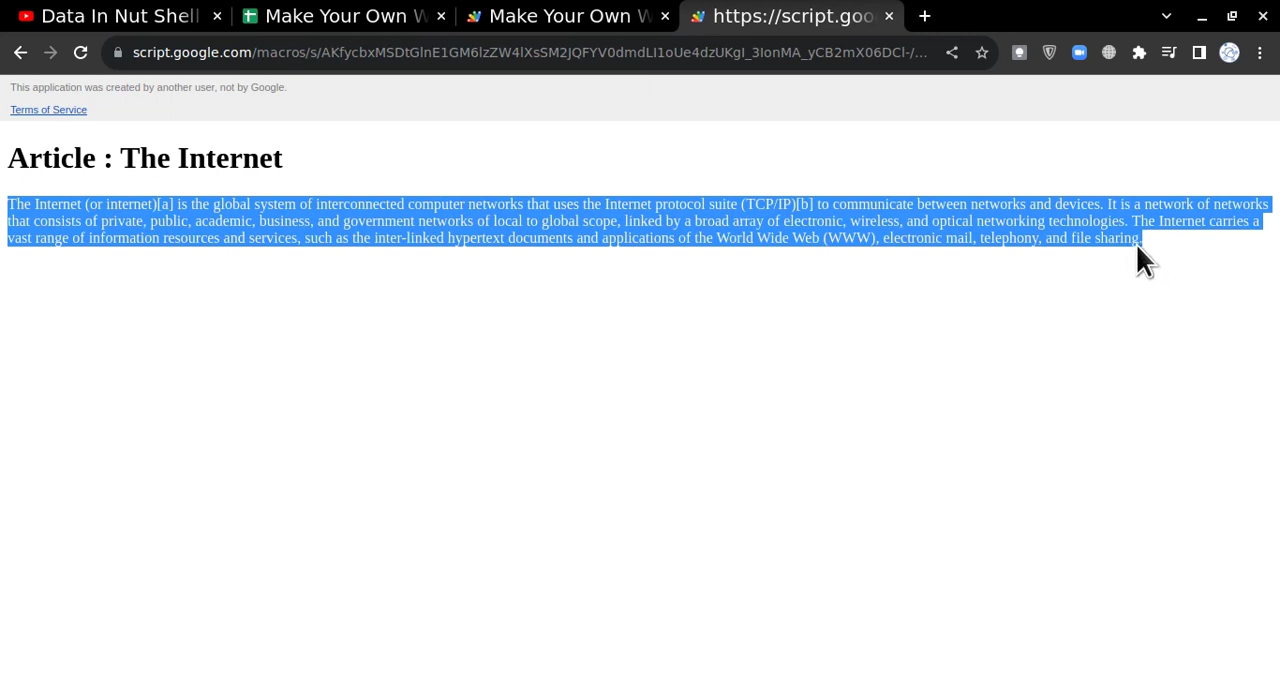 Data In Nut Shell
Make Your Own W
Make Your Own W
https://script.goo
script.google.com/macros/s/AKfycbxMSDtGlnE1GM6lzZW4lXsSM2JQFYV0dmdLI1oUe4dzUKgI_3IonMA_yCB2mX06DCl-/...
This application was created by another user, not by Google.
Terms of Service
Article : The Internet
The Internet (or internet)[a] is the global system of interconnected computer networks that uses the Internet protocol suite (TCP/IP)[b] to communicate between networks and devices. It is a network of networks
that consists of private, public, academic, business, and government networks of local to global scope, linked by a broad array of electronic, wireless, and optical networking technologies. The Internet carries a
vast range of information resources and services, such as the inter-linked hypertext documents and applications of the World Wide Web (WWW), electronic mail, telephony, and file sharing.